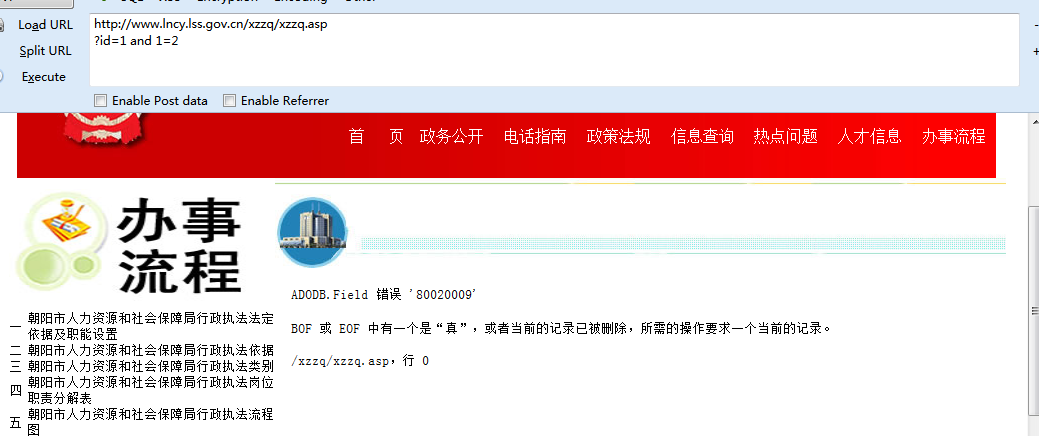 Load URL
http://www.lncy.lss.gov.cn/xzzq/xzzq.asp
?id=1 and 1=2
Split URL
Execute
Enable Post data
Enable Referrer
首 页 政务公开 电话指南 政策法规 信息查询 热点问题 人才信息 办事流程
办事
流程
ADODB.Field 错误 '80020009'
BOF 或 EOF 中有一个是“真”，或者当前的记录已被删除，所需的操作要求一个当前的记录。
/xzzq/xzzq.asp，行 0
一 朝阳市人力资源和社会保障局行政执法法定
依据及职能设置
二 朝阳市人力资源和社会保障局行政执法依据
三 朝阳市人力资源和社会保障局行政执法类别
四 朝阳市人力资源和社会保障局行政执法岗位
职责分解表
五 朝阳市人力资源和社会保障局行政执法流程
图